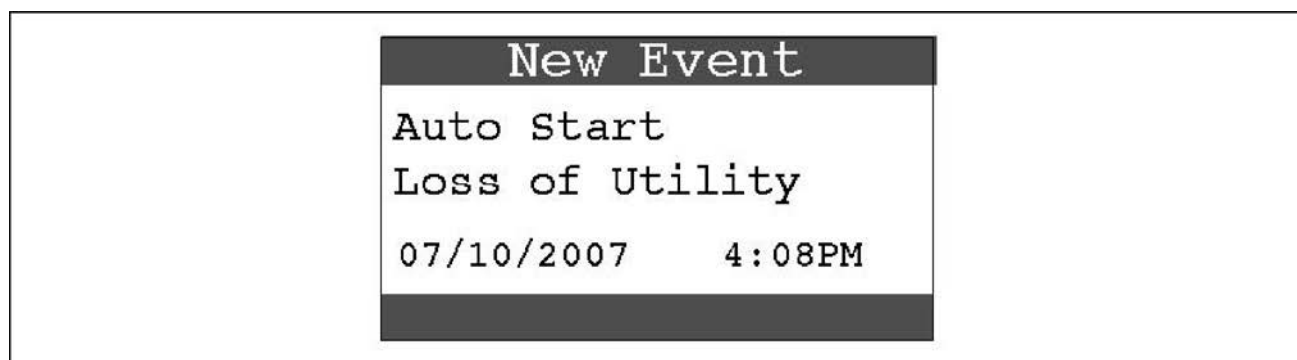 New Event
Auto Start
Loss of Utility
07/10/2007 4:08PM